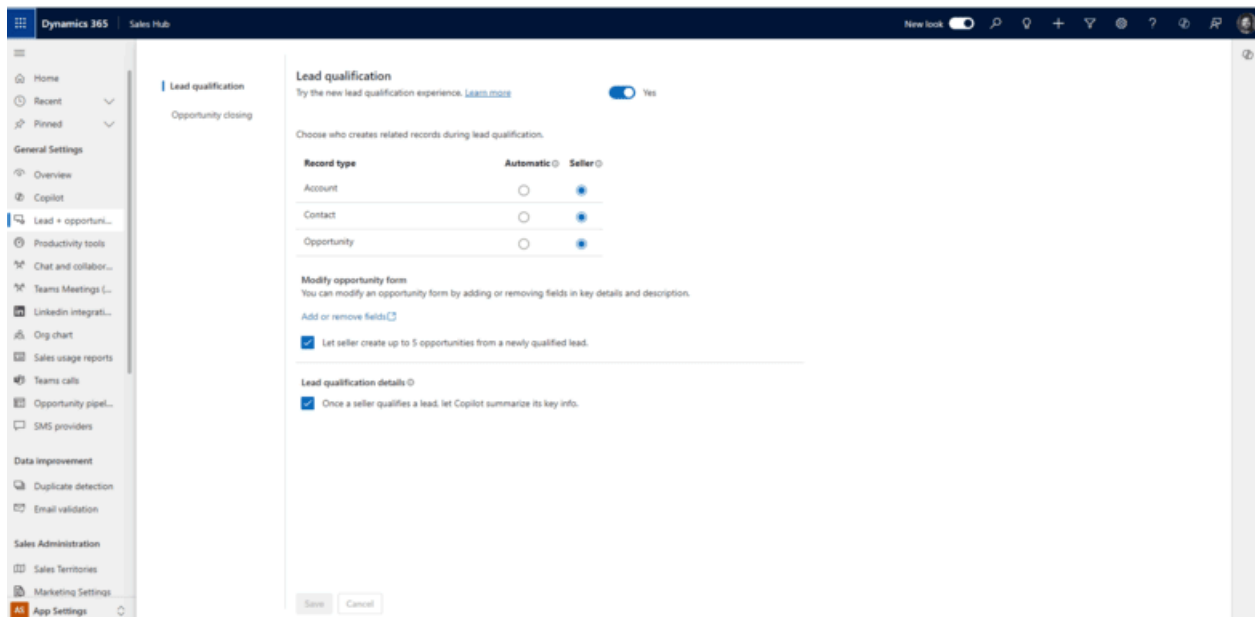 Dynamics 365 Sales Hub New look
Home
Recent
Pinned
General Settings
Overview
Copilot
Lead + opportuni...
Productivity tools
Chat and collabor...
Teams Meetings (...
Linkedin integrati...
Org chart
Sales usage reports
Teams calls
Opportunity pipel...
SMS providers
Data improvement
Duplicate detection
Email validation
Sales Administration
Sales Territories
Marketing Settings
AS App Settings
Lead qualification
Opportunity closing
Lead qualification
Try the new lead qualification experience. Learn more Yes
Choose who creates related records during lead qualification.
Record type Automatic Seller
Account
Contact
Opportunity
Modify opportunity form
You can modify an opportunity form by adding or removing fields in key details and description.
Add or remove fields
Let seller create up to 5 opportunities from a newly qualified lead.
Lead qualification details
Once a seller qualifies a lead, let Copilot summarize its key info.
Save Cancel